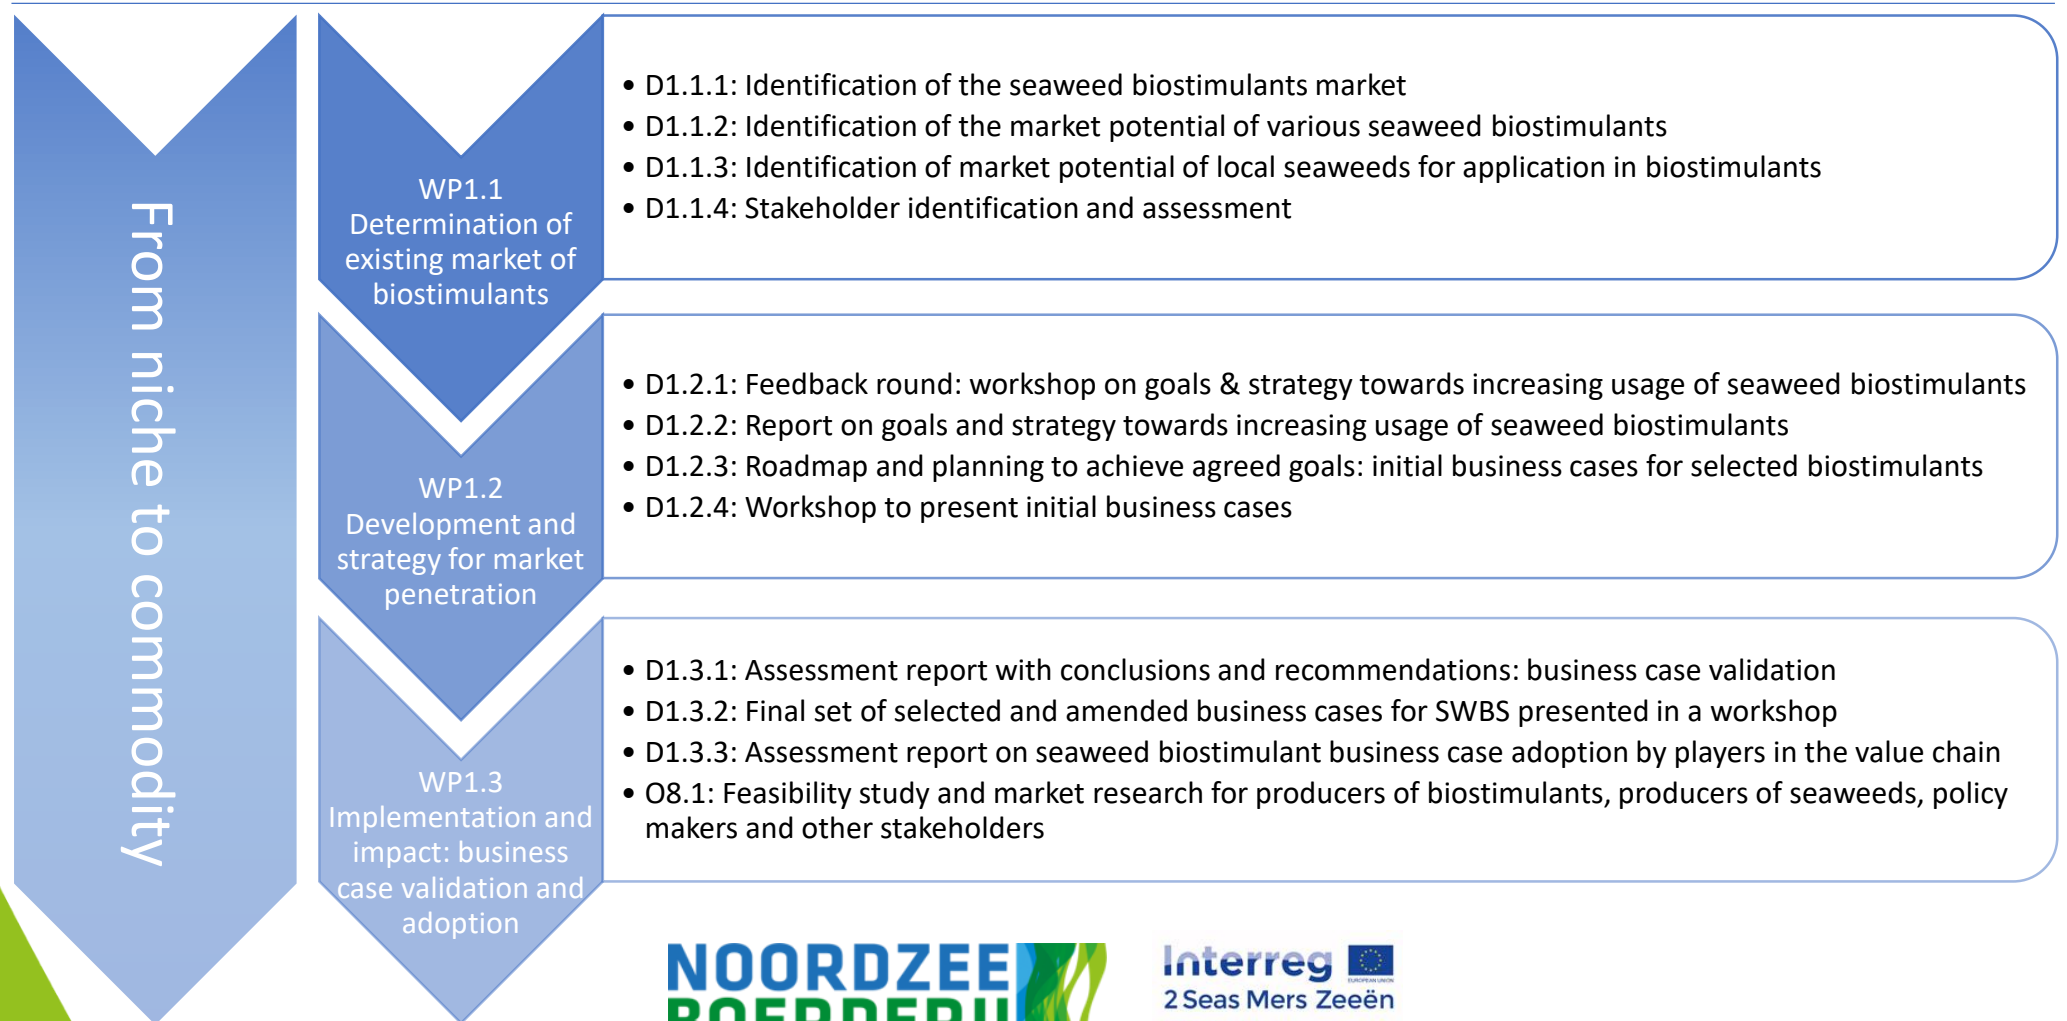 From niche to commodity
WP1.1
Determination of
existing market of
biostimulants
• D1.1.1: Identification of the seaweed biostimulants market
• D1.1.2: Identification of the market potential of various seaweed biostimulants
• D1.1.3: Identification of market potential of local seaweeds for application in biostimulants
• D1.1.4: Stakeholder identification and assessment
WP1.2
Development and
strategy for market
penetration
• D1.2.1: Feedback round: workshop on goals & strategy towards increasing usage of seaweed biostimulants
• D1.2.2: Report on goals and strategy towards increasing usage of seaweed biostimulants
• D1.2.3: Roadmap and planning to achieve agreed goals: initial business cases for selected biostimulants
• D1.2.4: Workshop to present initial business cases
WP1.3
Implementation and
impact: business
case validation and
adoption
• D1.3.1: Assessment report with conclusions and recommendations: business case validation
• D1.3.2: Final set of selected and amended business cases for SWBS presented in a workshop
• D1.3.3: Assessment report on seaweed biostimulant business case adoption by players in the value chain
• O8.1: Feasibility study and market research for producers of biostimulants, producers of seaweeds, policy
makers and other stakeholders
NOORDZEE
BOERDERIJ
Interreg
EUROPEAN UNION
2 Seas Mers Zeeën